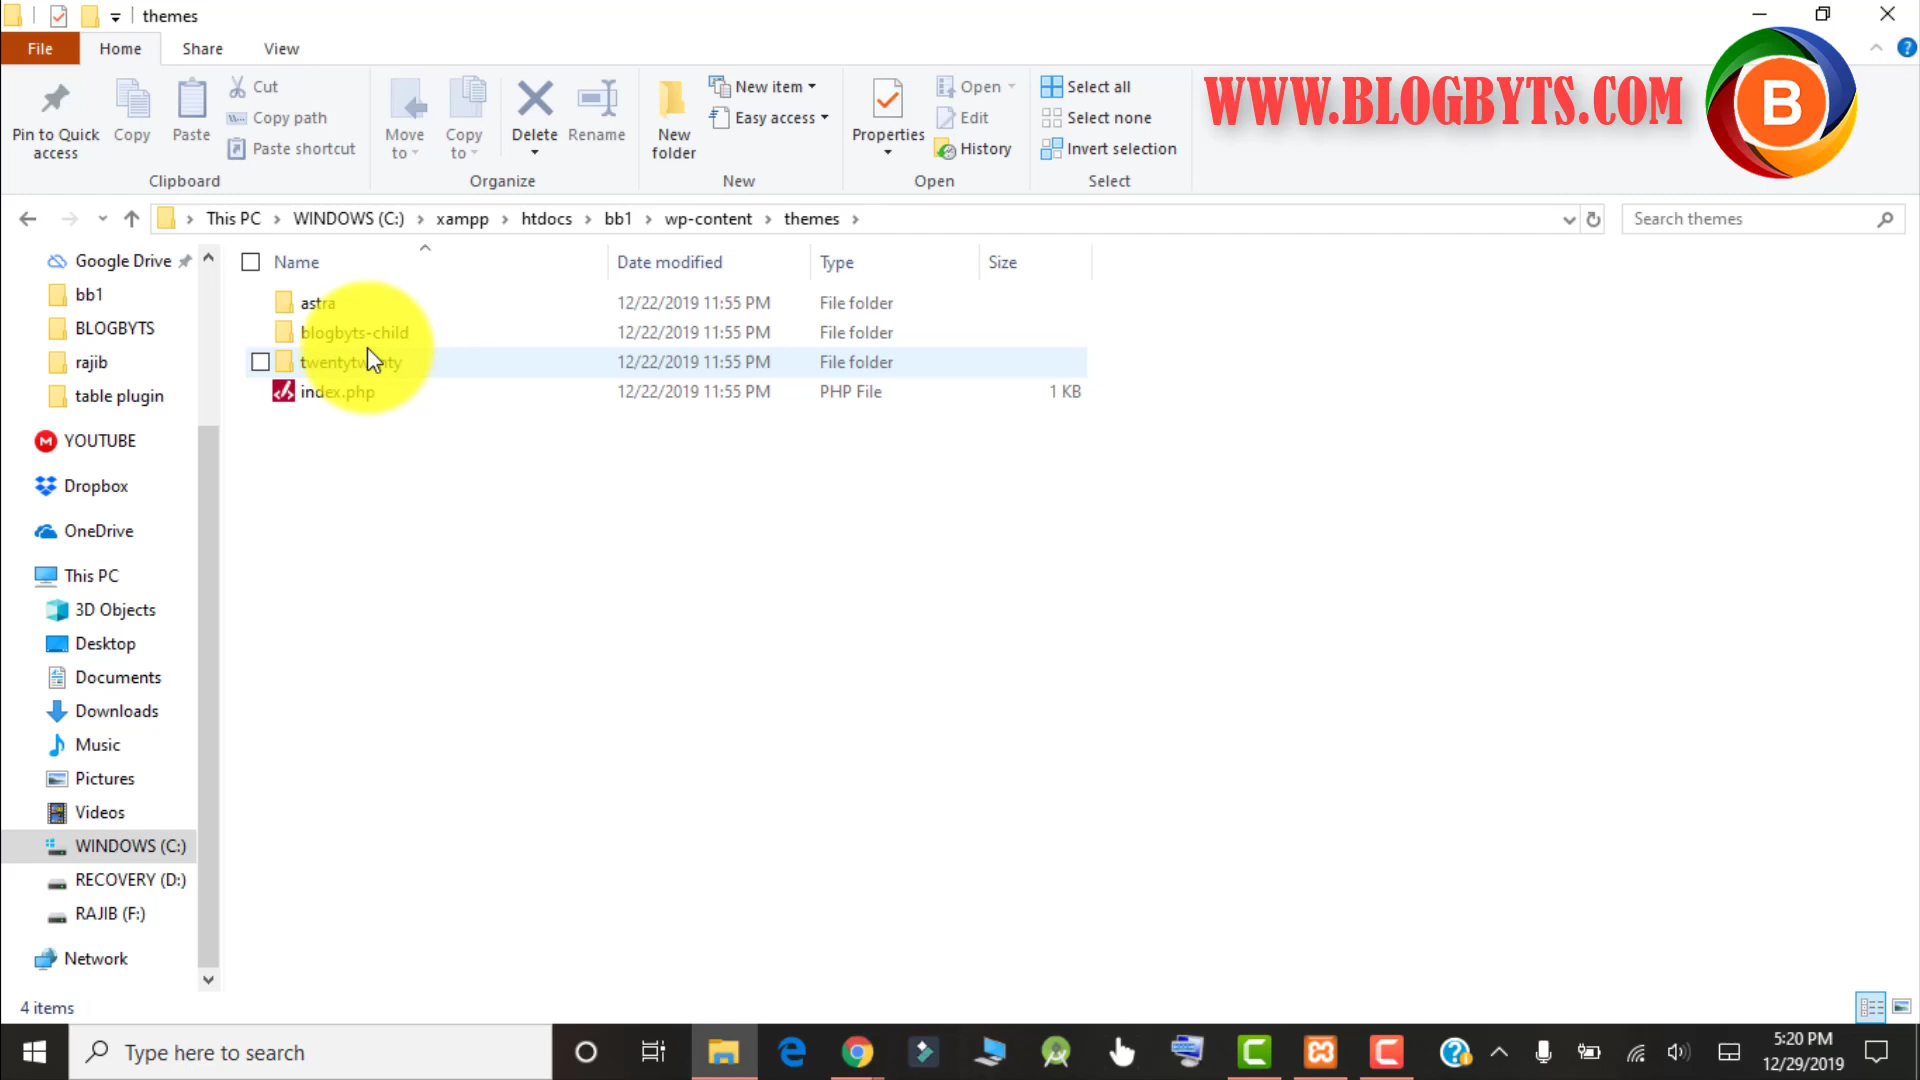 themes
File Home Share View
WWW.BLOGBYTS.COM
B
Pin to Quick access
Copy
Paste
Cut
Copy path
Paste shortcut
Move to
Copy to
Delete
Rename
New folder
New item
Easy access
Properties
Open
Edit
History
Select all
Select none
Invert selection
Clipboard Organize New Open Select
This PC WINDOWS (C:) xampp htdocs bb1 wp-content themes
Search themes
Name Date modified Type Size
astra 12/22/2019 11:55 PM File folder
blogbyts-child 12/22/2019 11:55 PM File folder
twentytwenty 12/22/2019 11:55 PM File folder
index.php 12/22/2019 11:55 PM PHP File 1 KB
Google Drive
bb1
BLOGBYTS
rajib
table plugin
YOUTUBE
Dropbox
OneDrive
This PC
3D Objects
Desktop
Documents
Downloads
Music
Pictures
Videos
WINDOWS (C:)
RECOVERY (D:)
RAJIB (F:)
Network
4 items
Type here to search
5:20 PM
12/29/2019